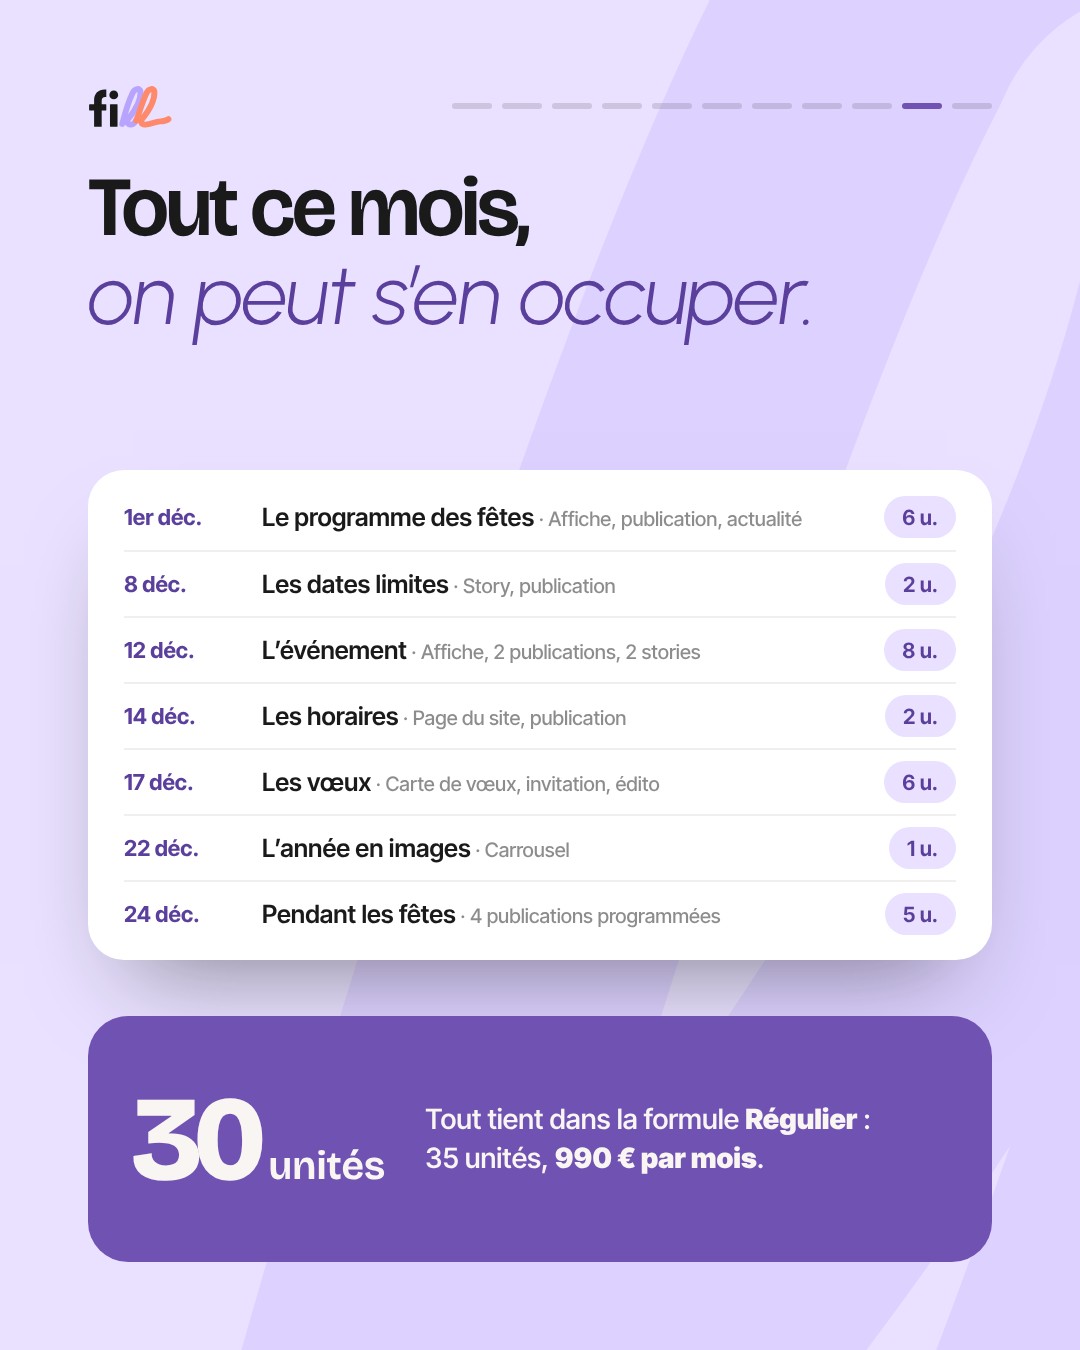 fill
Tout ce mois,
on peut s'en occuper.
1er déc. Le programme des fêtes · Affiche, publication, actualité 6 u.
8 déc. Les dates limites · Story, publication 2 u.
12 déc. L’événement · Affiche, 2 publications, 2 stories 8 u.
14 déc. Les horaires · Page du site, publication 2 u.
17 déc. Les vœux · Carte de vœux, invitation, édito 6 u.
22 déc. L’année en images · Carrousel 1 u.
24 déc. Pendant les fêtes · 4 publications programmées 5 u.
30 unités
Tout tient dans la formule Régulier :
35 unités, 990 € par mois.